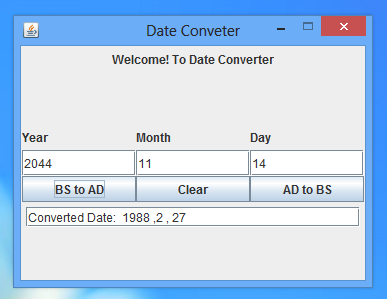 Date Conveter
Welcome! To Date Converter
Year Month Day
2044 11 14
BS to AD Clear AD to BS
Converted Date: 1988 ,2 , 27